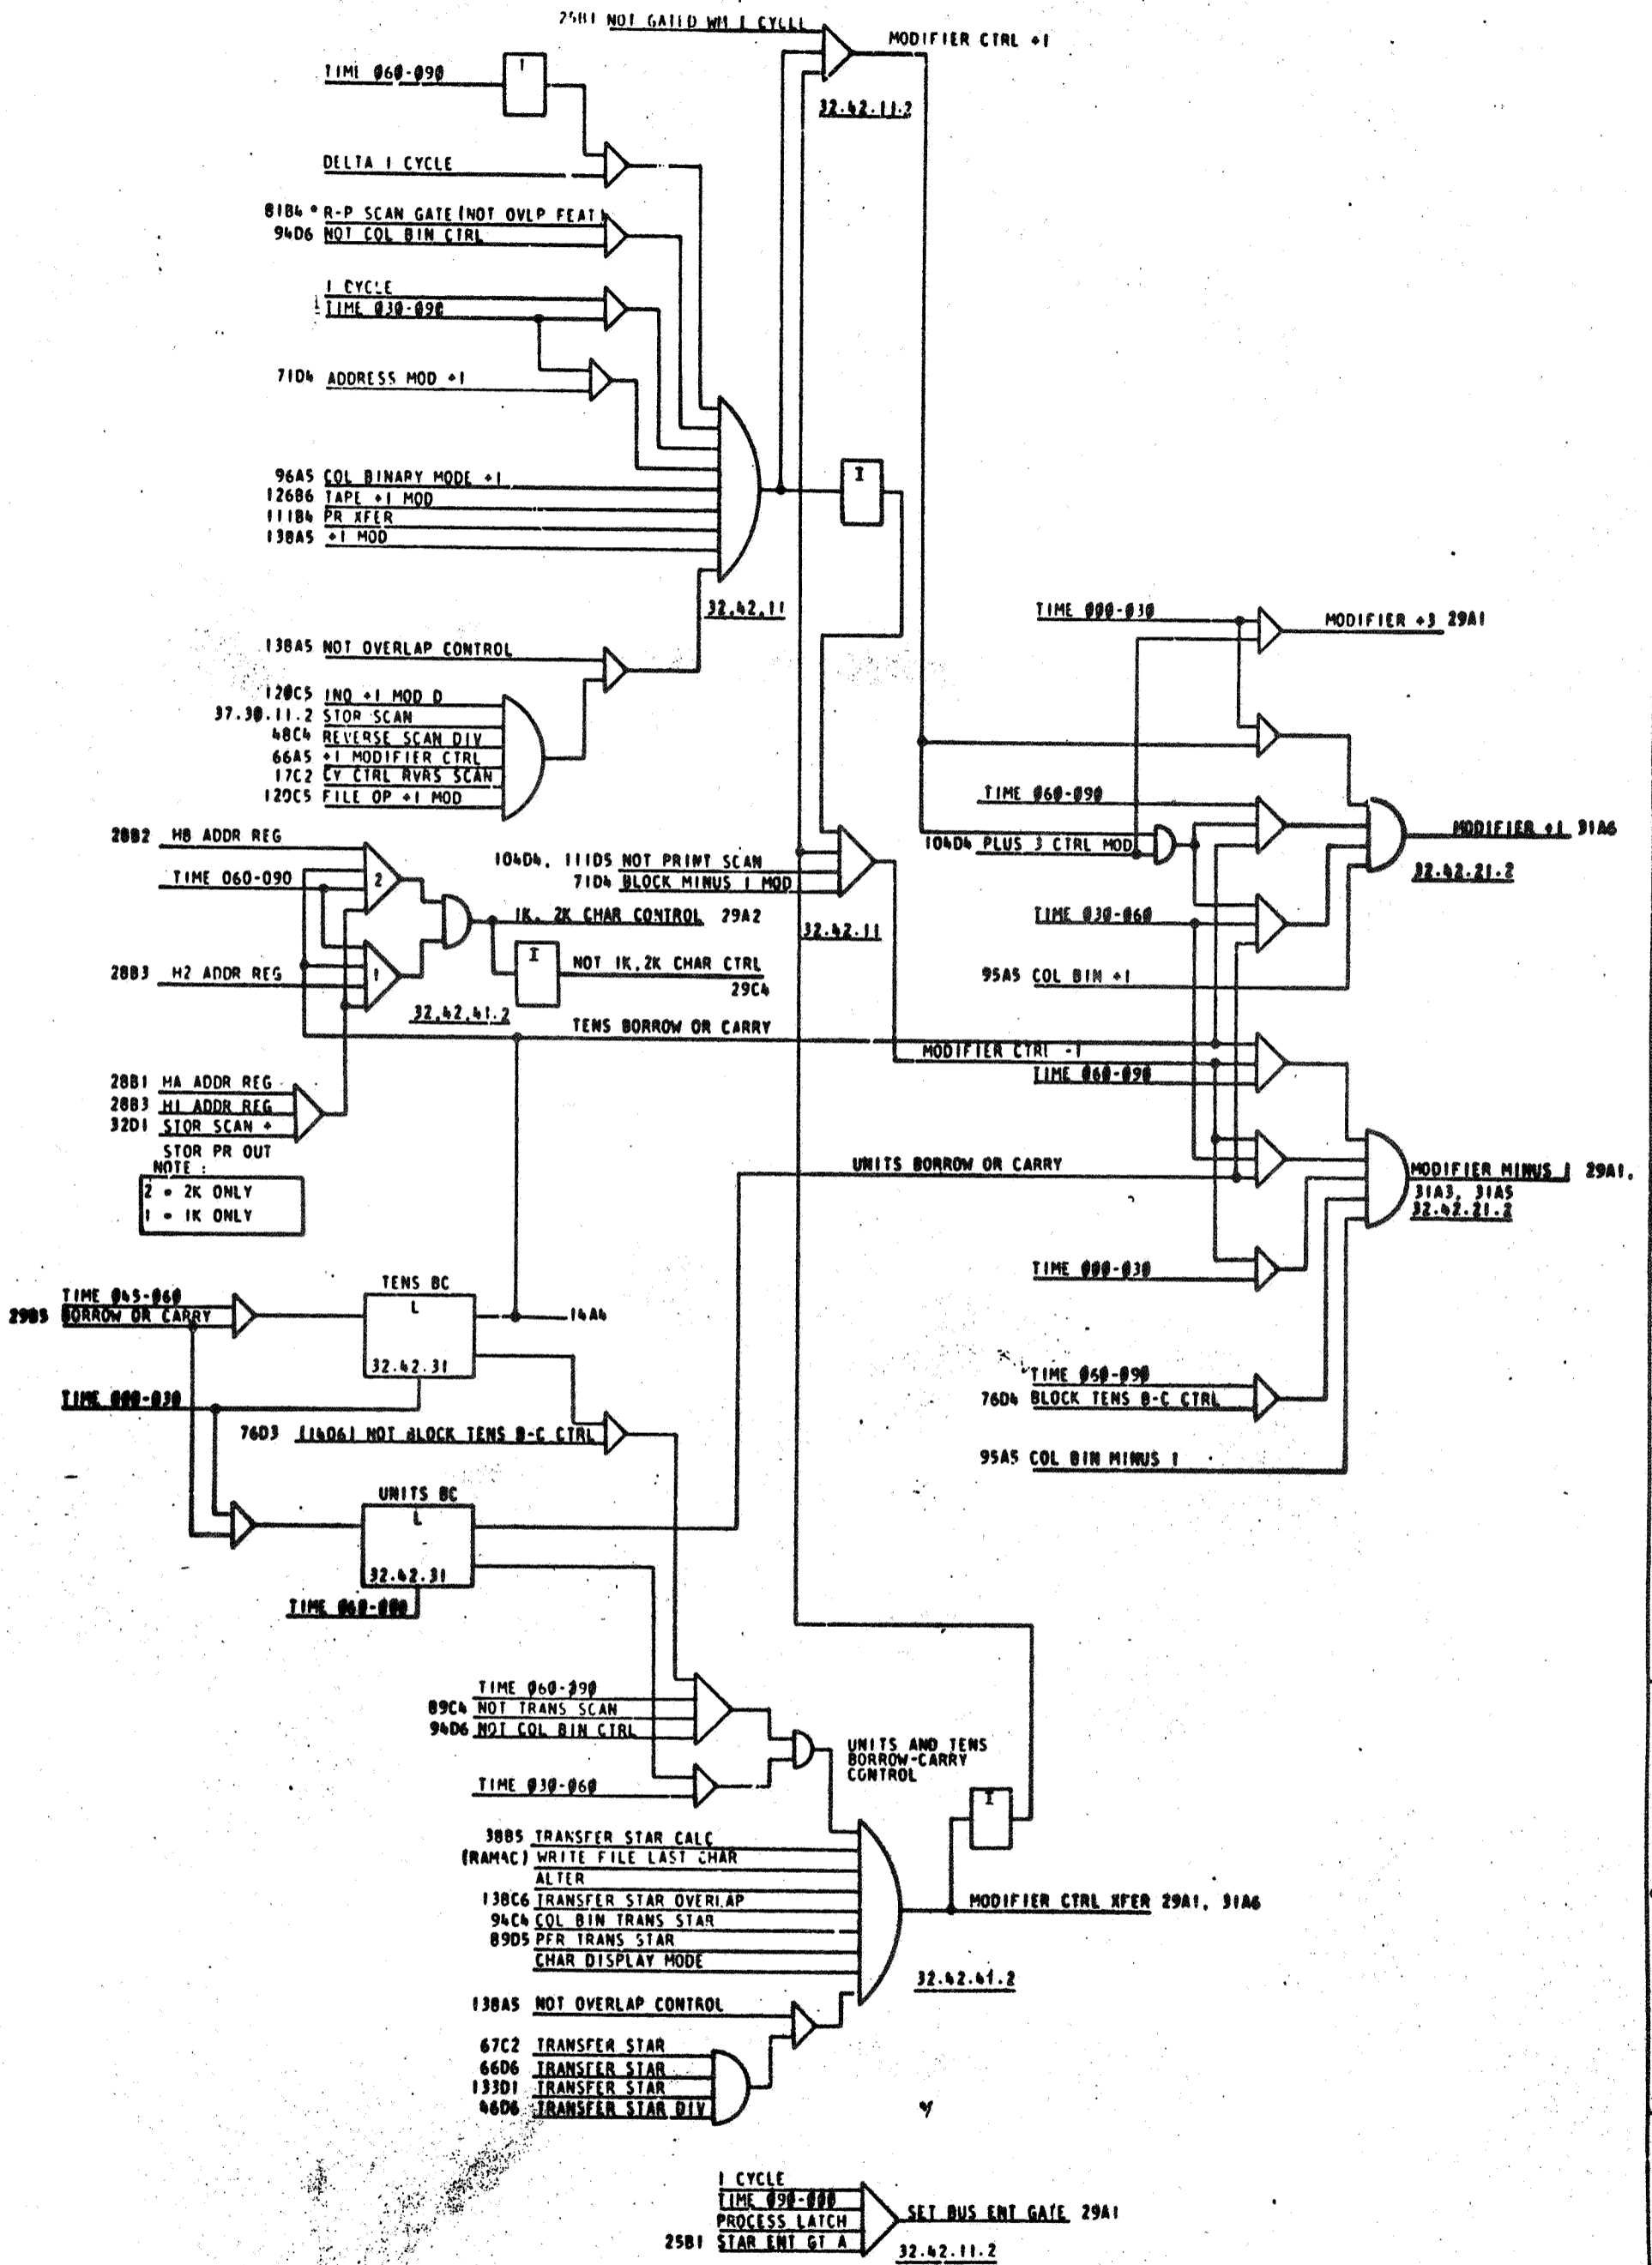 25B1 NOT GATED WM I CYCLE
MODIFIER CTRL +1
32.42.11.2
TIME 060-090
I
DELTA I CYCLE
81B4 * R-P SCAN GATE (NOT OVLP FEAT)
94D6 NOT COL BIN CTRL
I CYCLE
TIME 030-090
71D4 ADDRESS MOD +1
96A5 COL BINARY MODE +1
126B6 TAPE +1 MOD
111B4 PR XFER
138A5 +1 MOD
I
32.42.11
138A5 NOT OVERLAP CONTROL
120C5 INQ +1 MOD D
37.30.11.2 STOR SCAN
48C4 REVERSE SCAN DIV
66A5 +1 MODIFIER CTRL
17C2 CY CTRL RVRS SCAN
120C5 FILE OP +1 MOD
TIME 000-030
MODIFIER +3 29A1
TIME 060-090
104D4 PLUS 3 CTRL MOD
MODIFIER +1 31A6
32.42.21.2
TIME 030-060
95A5 COL BIN +1
28B2 H8 ADDR REG
TIME 060-090
2
1K, 2K CHAR CONTROL 29A2
28B3 H2 ADDR REG
1
I
NOT 1K,2K CHAR CTRL
29C4
32.42.41.2
104D4, 111D5 NOT PRINT SCAN
71D4 BLOCK MINUS 1 MOD
32.42.11
TENS BORROW OR CARRY
MODIFIER CTRL -1
TIME 060-090
28B1 HA ADDR REG
28B3 H1 ADDR REG
32D1 STOR SCAN +
STOR PR OUT
NOTE :
2 = 2K ONLY
1 = 1K ONLY
UNITS BORROW OR CARRY
MODIFIER MINUS 1 29A1,
31A3, 31A5
32.42.21.2
TIME 000-030
TENS BC
L
32.42.31
14A4
TIME 045-060
29B5 BORROW OR CARRY
TIME 000-030
76D3 (1406) NOT BLOCK TENS B-C CTRL
TIME 060-090
76D4 BLOCK TENS B-C CTRL
95A5 COL BIN MINUS 1
UNITS BC
L
32.42.31
TIME 060-000
TIME 060-090
89C4 NOT TRANS SCAN
94D6 NOT COL BIN CTRL
TIME 030-060
UNITS AND TENS
BORROW-CARRY
CONTROL
I
38B5 TRANSFER STAR CALC
(RAMAC) WRITE FILE LAST CHAR
ALTER
138C6 TRANSFER STAR OVERLAP
94C4 COL BIN TRANS STAR
89D5 PFR TRANS STAR
CHAR DISPLAY MODE
MODIFIER CTRL XFER 29A1, 31A6
32.42.41.2
138A5 NOT OVERLAP CONTROL
67C2 TRANSFER STAR
66D6 TRANSFER STAR
133D1 TRANSFER STAR
46D6 TRANSFER STAR DIV
I CYCLE
TIME 090-000
PROCESS LATCH
25B1 STAR ENT GT A
SET BUS ENT GATE 29A1
32.42.11.2